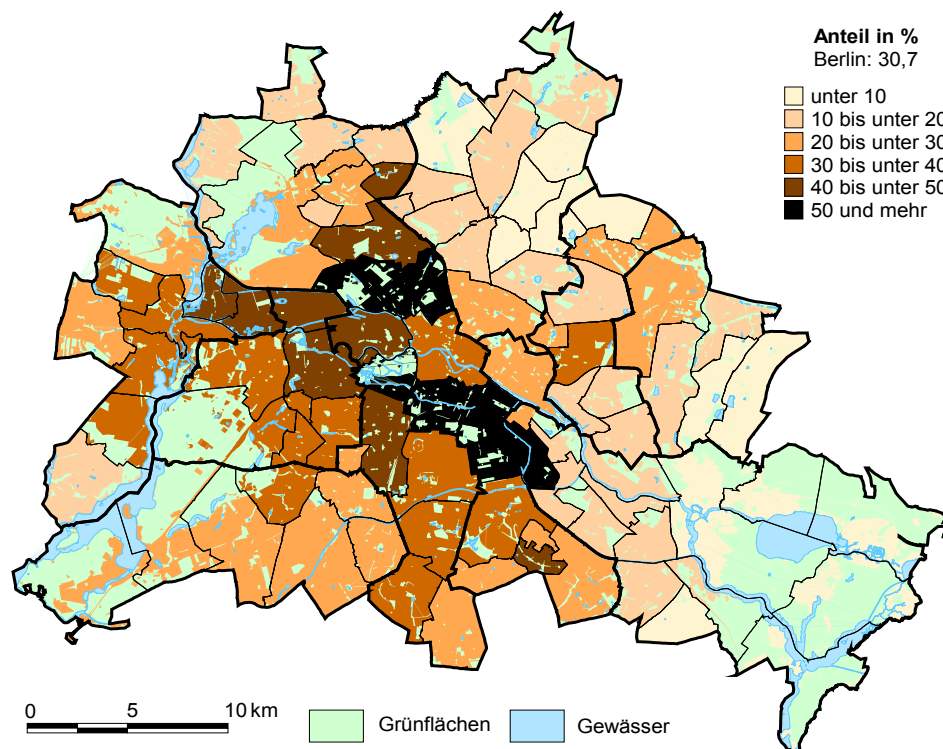 Anteil in %
Berlin: 30,7
unter 10
10 bis unter 20
20 bis unter 30
30 bis unter 40
40 bis unter 50
50 und mehr
0 5 10 km
Grünflächen
Gewässer